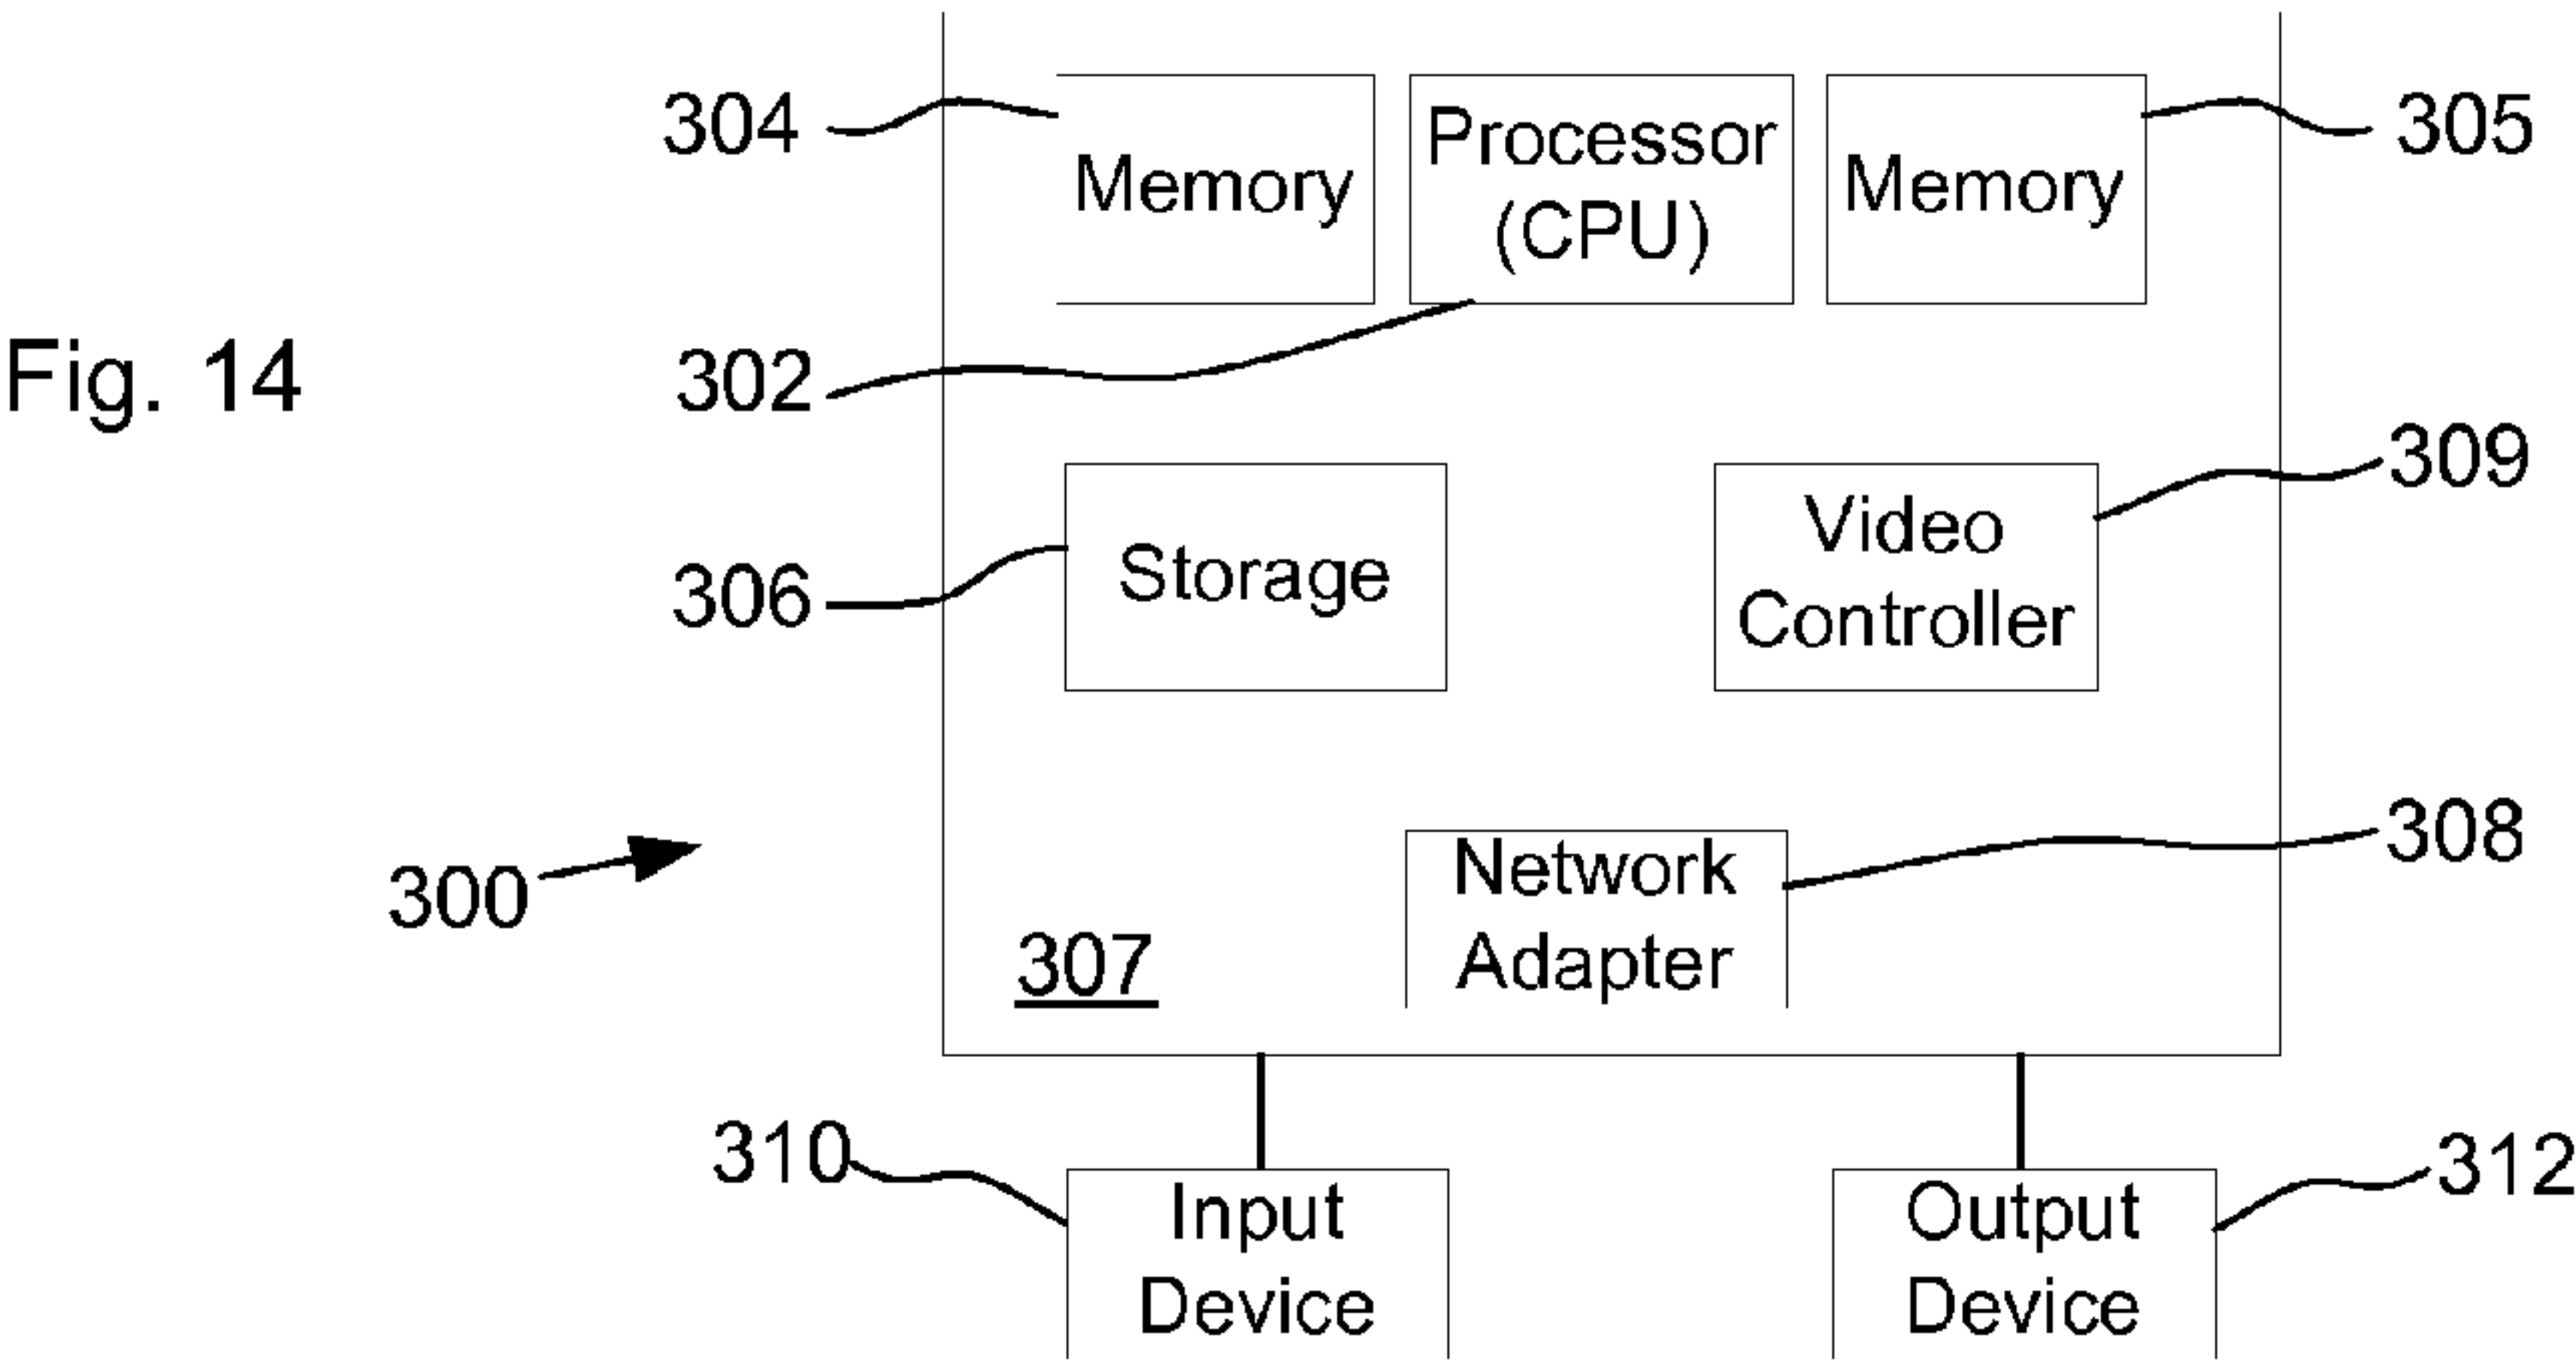 304
Memory
Processor
(CPU)
Memory
305
Fig. 14
302
306
Storage
Video
Controller
309
300
307
Network
Adapter
308
310
Input
Device
Output
Device
312